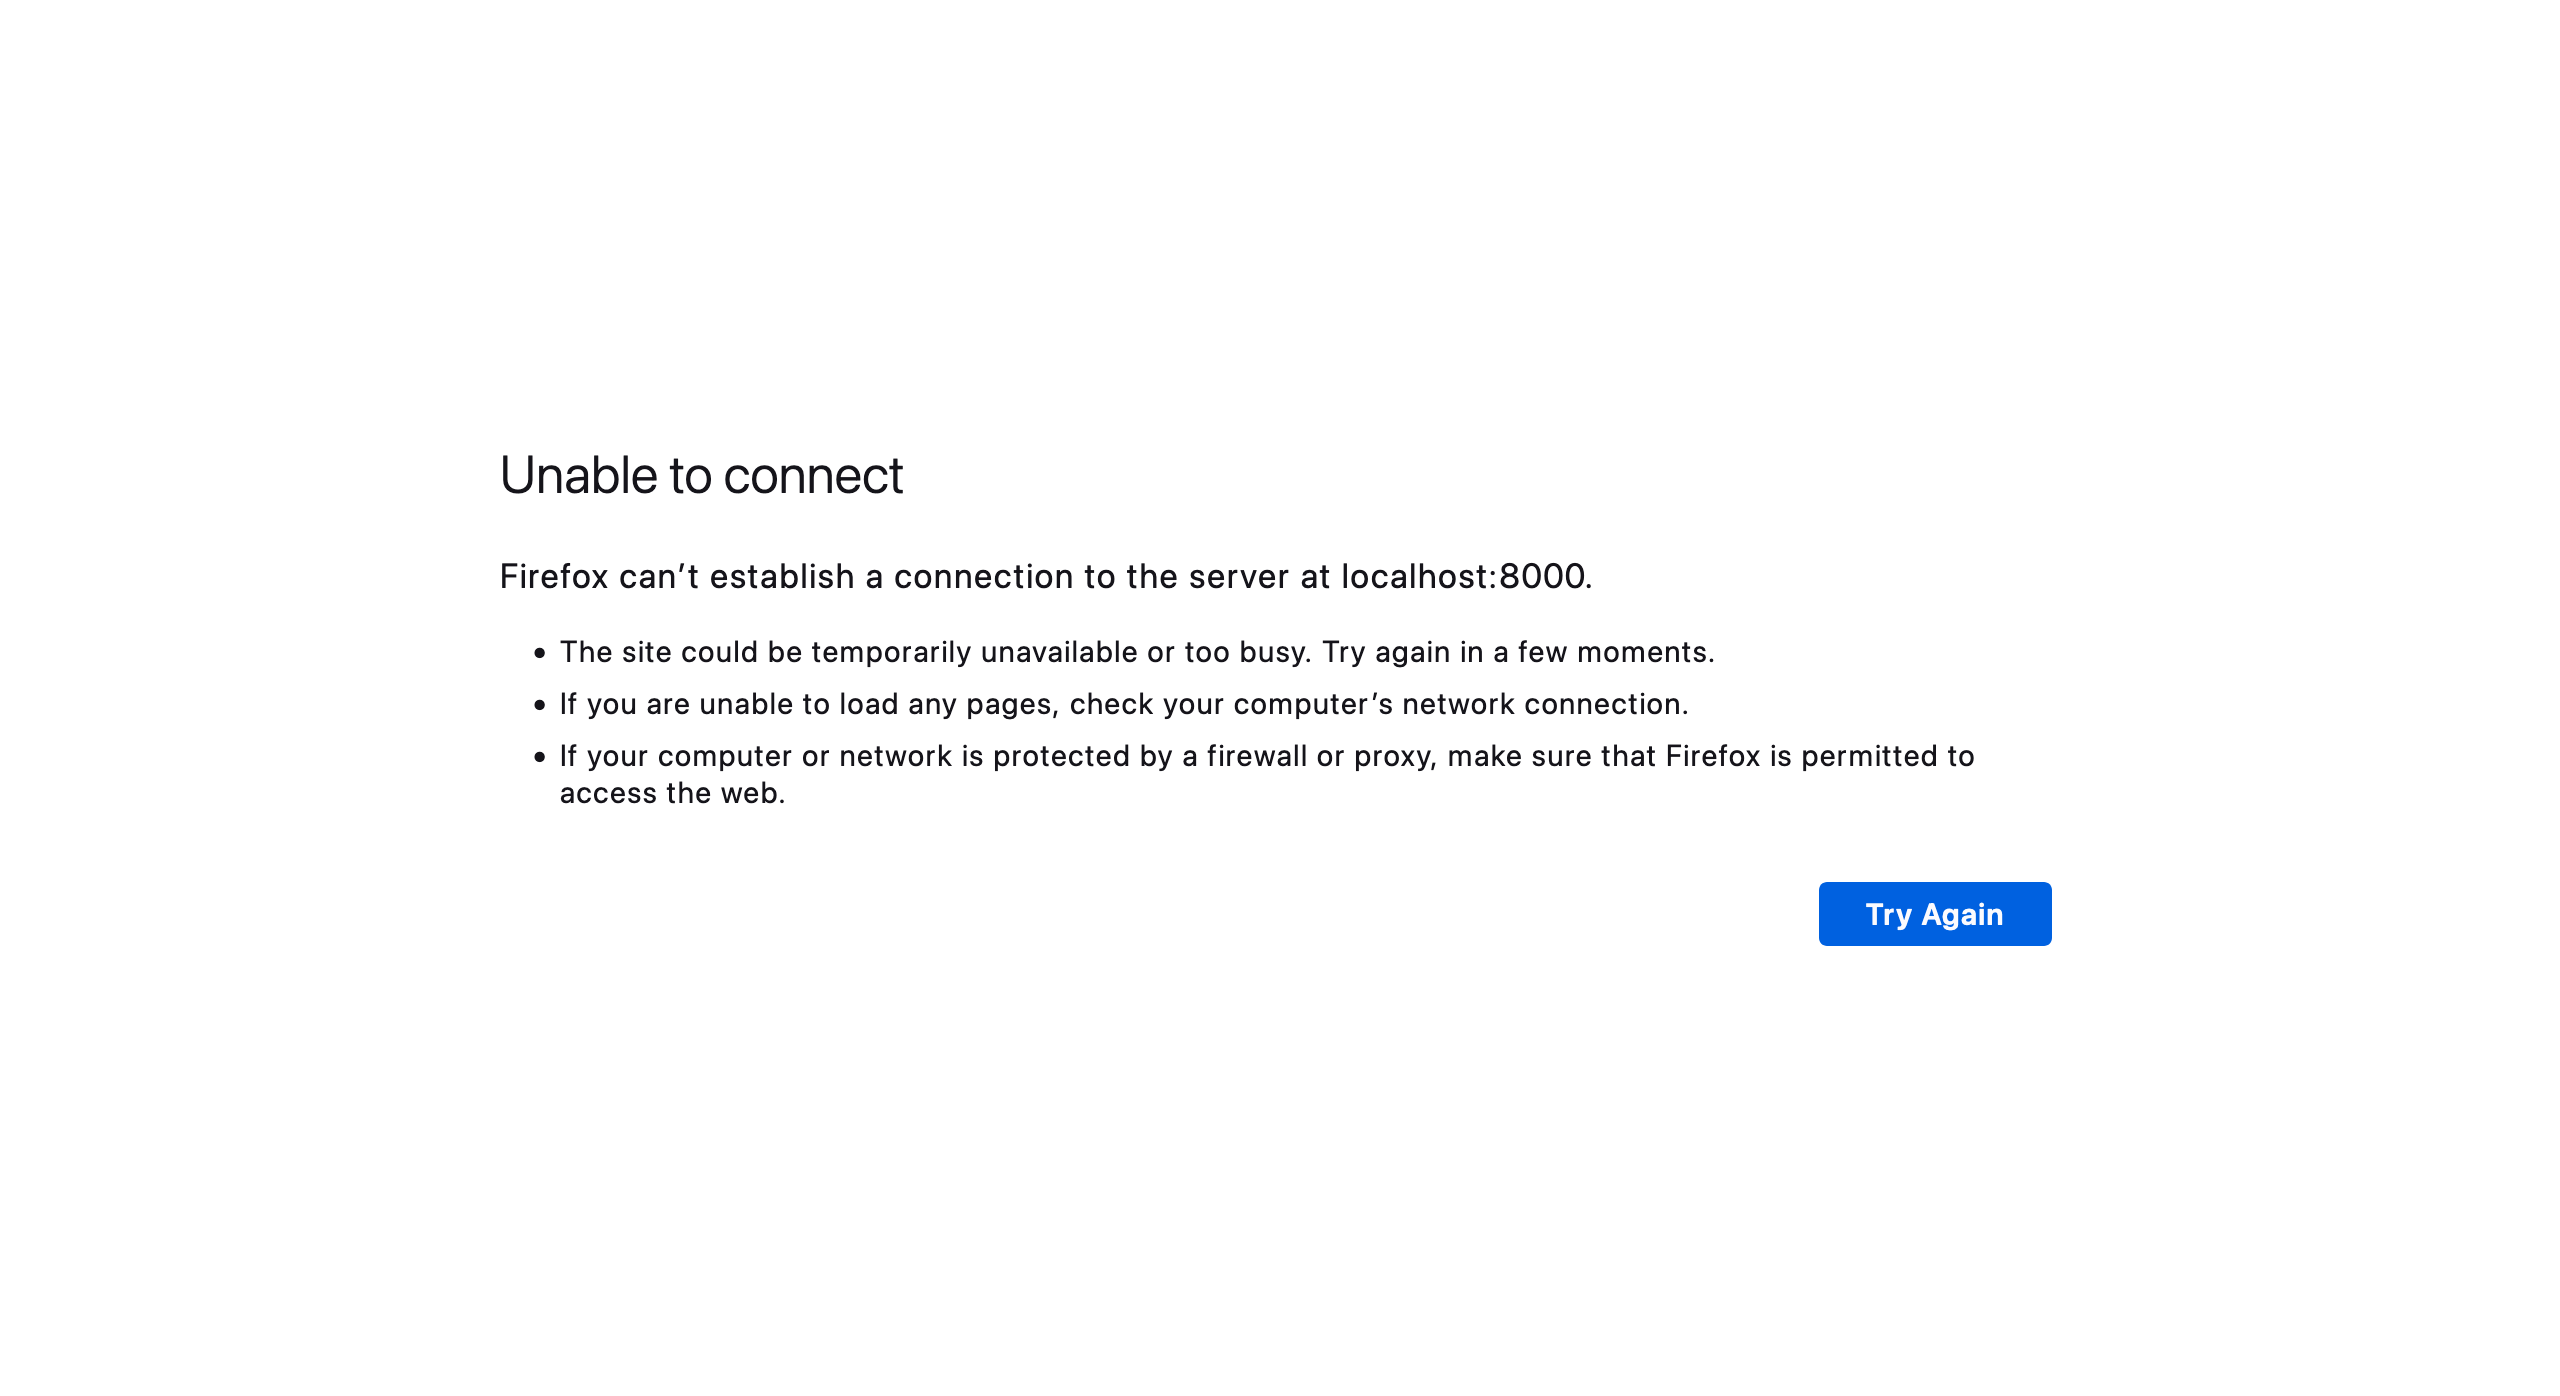 Unable to connect
Firefox can’t establish a connection to the server at localhost:8000.
• The site could be temporarily unavailable or too busy. Try again in a few moments.
• If you are unable to load any pages, check your computer’s network connection.
• If your computer or network is protected by a firewall or proxy, make sure that Firefox is permitted to
access the web.
Try Again